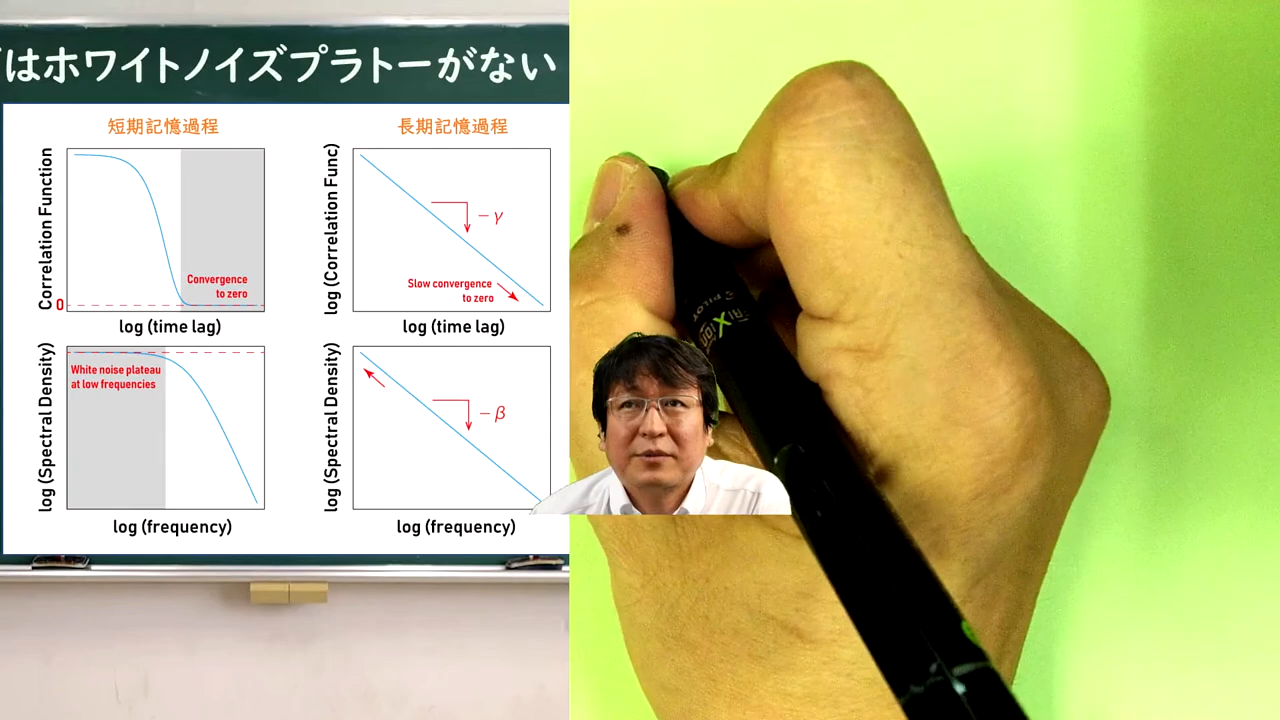 はホワイトノイズプラトーがない
短期記憶過程
長期記憶過程
Correlation Function
0
Convergence
to zero
log (time lag)
log (Correlation Func)
− γ
Slow convergence
to zero
log (time lag)
log (Spectral Density)
White noise plateau
at low frequencies
log (frequency)
log (Spectral Density)
− β
log (frequency)
PILOT